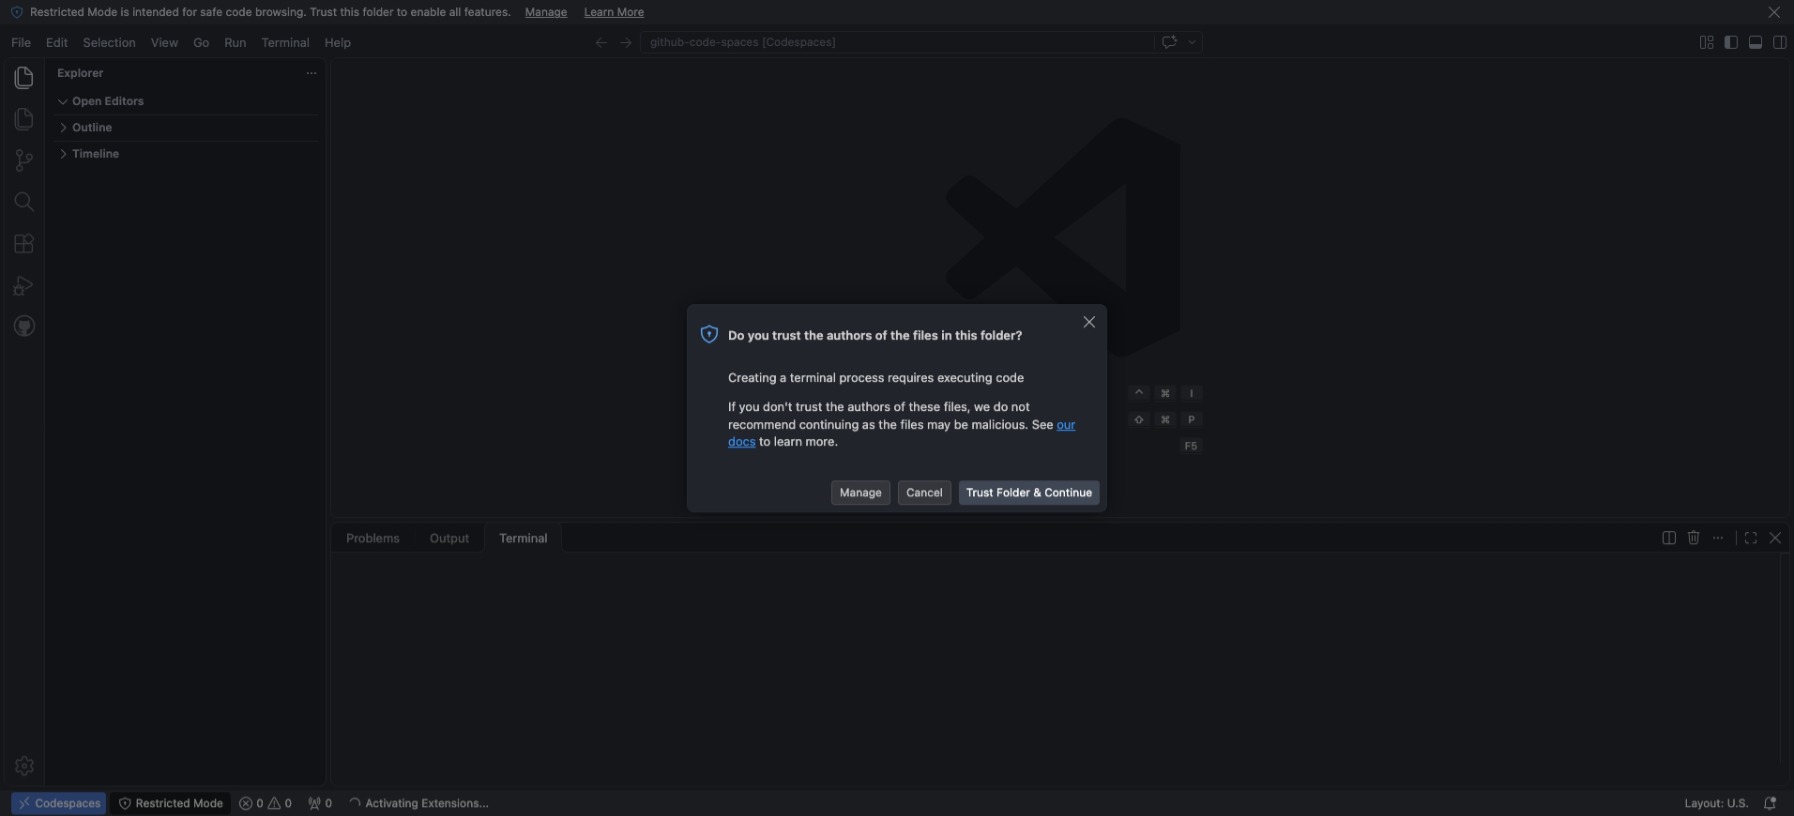 Restricted Mode is intended for safe code browsing. Trust this folder to enable all features. Manage Learn More
File Edit Selection View Go Run Terminal Help
github-code-spaces [Codespaces]
Explorer
Open Editors
Outline
Timeline
Do you trust the authors of the files in this folder?
Creating a terminal process requires executing code
If you don't trust the authors of these files, we do not
recommend continuing as the files may be malicious. See our
docs to learn more.
Manage Cancel Trust Folder & Continue
^ ⌘ I
⇧ ⌘ P
F5
Problems Output Terminal
Codespaces Restricted Mode 0 0 0 Activating Extensions... Layout: U.S.